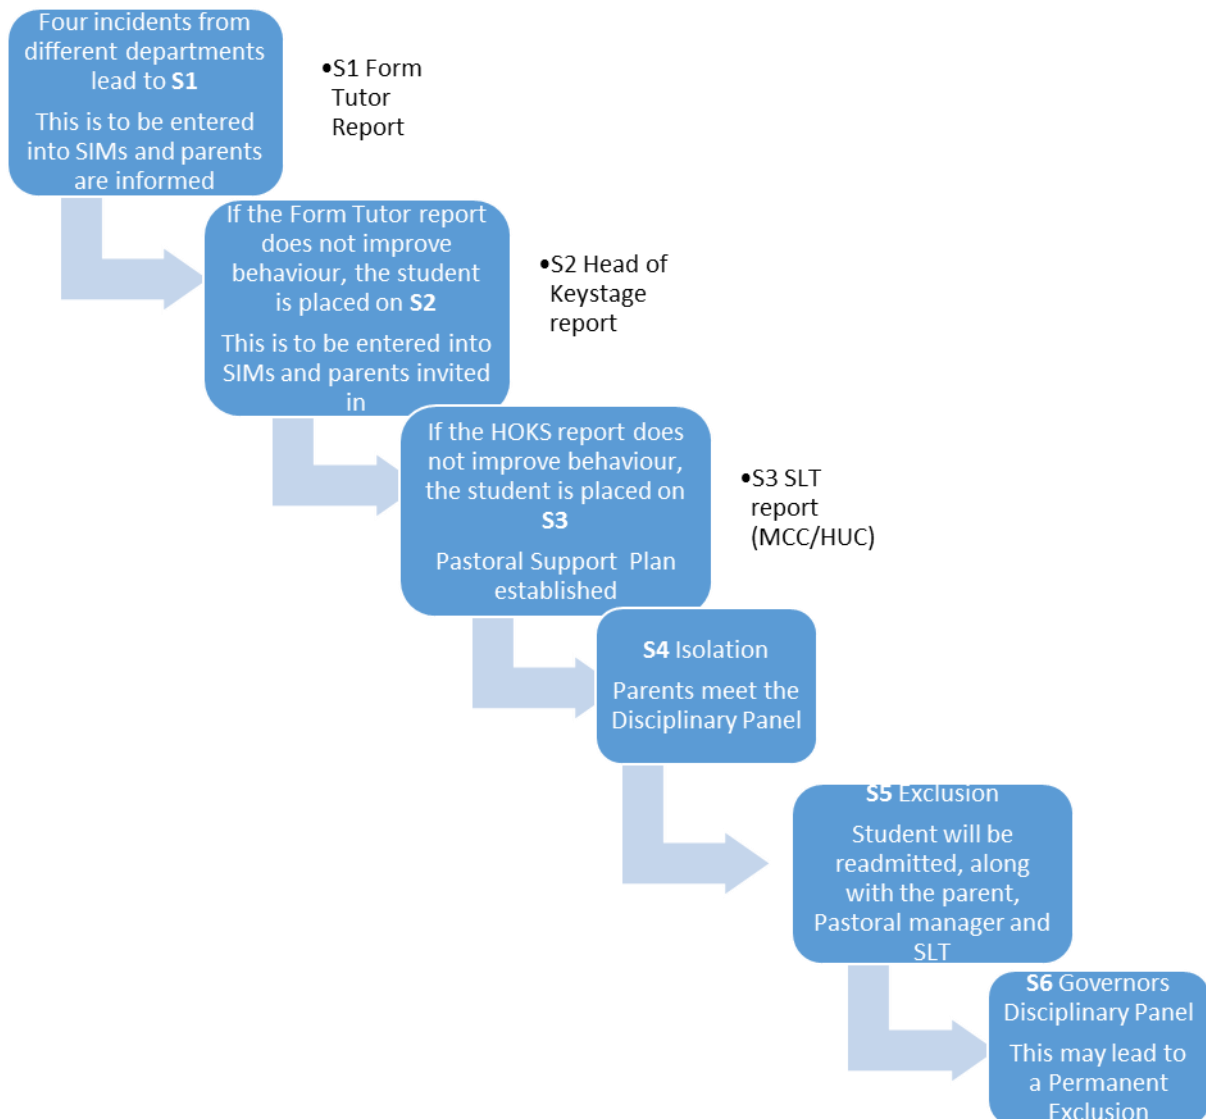 Four incidents from
different departments
lead to S1
This is to be entered
into SIMs and parents
are informed
•S1 Form
Tutor
Report
If the Form Tutor report
does not improve
behaviour, the student
is placed on S2
This is to be entered into
SIMs and parents invited
in
•S2 Head of
Keystage
report
If the HOKS report does
not improve behaviour,
the student is placed on
S3
Pastoral Support Plan
established
•S3 SLT
report
(MCC/HUC)
S4 Isolation
Parents meet the
Disciplinary Panel
S5 Exclusion
Student will be
readmitted, along
with the parent,
Pastoral manager and
SLT
S6 Governors
Disciplinary Panel
This may lead to
a Permanent
Exclusion